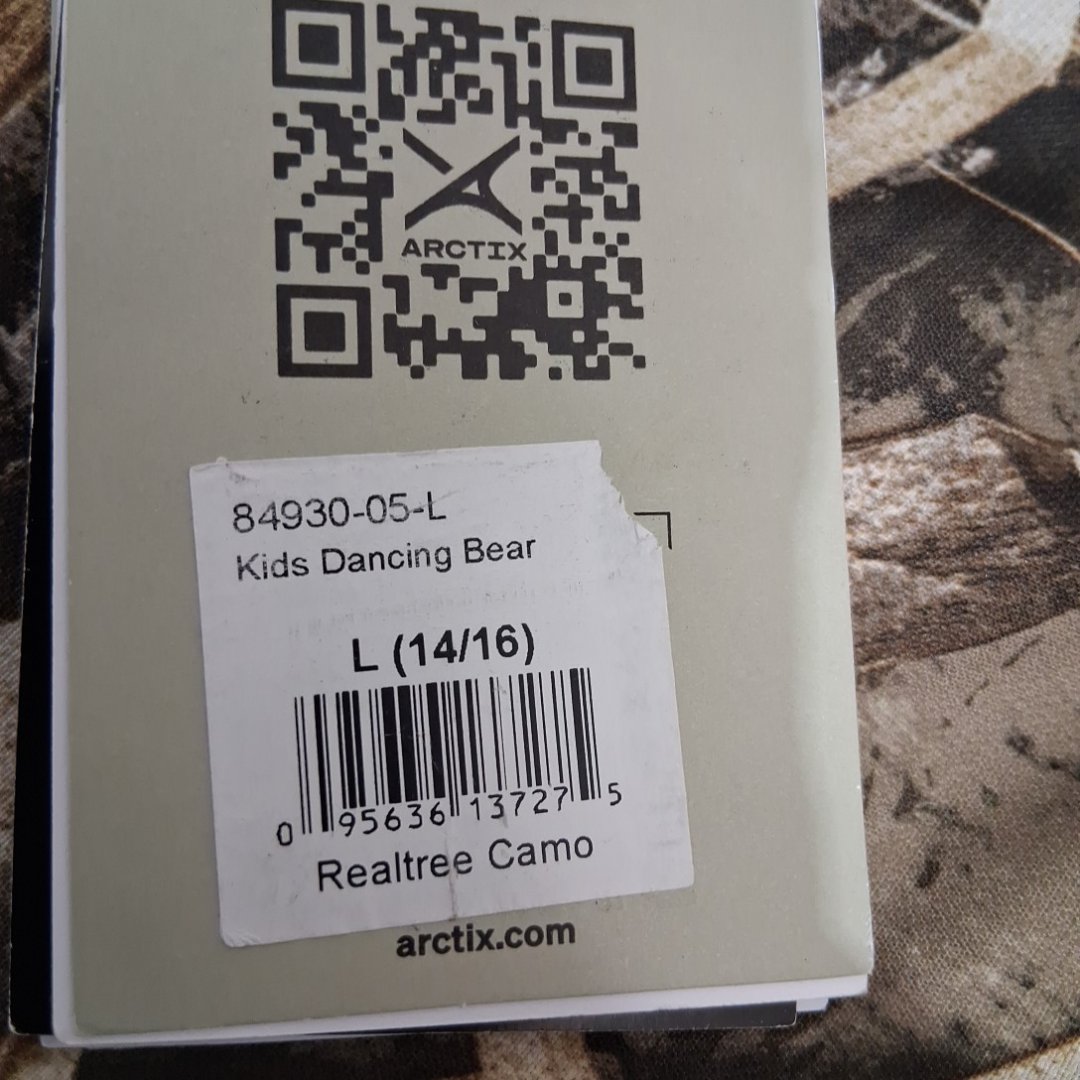 ARCTIX
84930-05-L
Kids Dancing Bear
L (14/16)
0 95636 13727 5
Realtree Camo
arctix.com